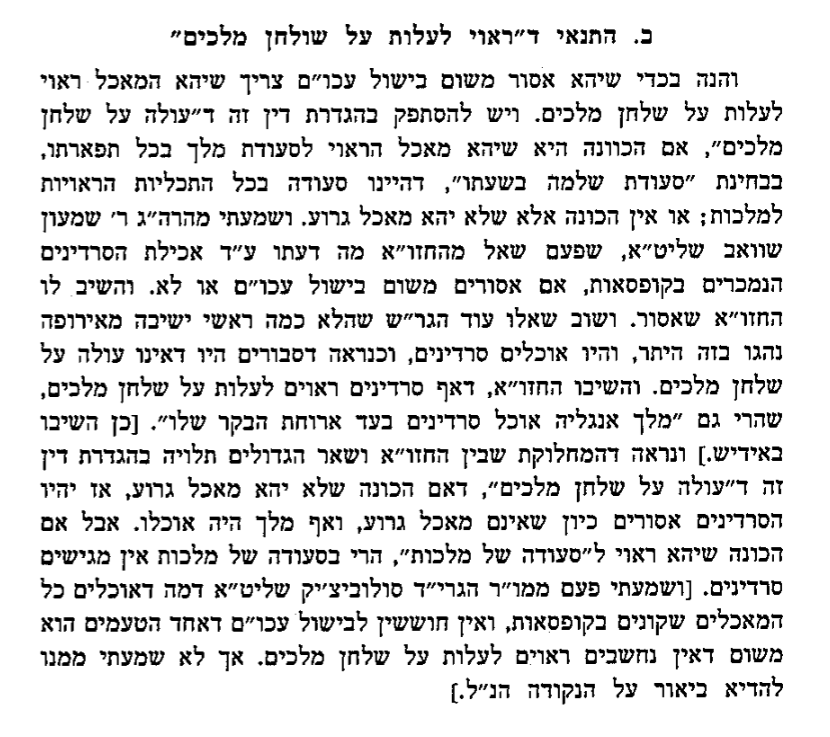 ב. התנאי ד״ראוי לעלות על שולחן מלכים״
והנה בכדי שיהא אסור משום בישול עכו״ם צריך שיהא המאכל ראוי
לעלות על שלחן מלכים. ויש להסתפק בהגדרת דין זה ד״עולה על שלחן
מלכים״, אם הכוונה היא שיהא מאכל הראוי לסעודת מלך בכל תפארתו,
בבחינת ״סעודת שלמה בשעתו״, דהיינו סעודה בכל התכליות הראויות
למלכות; או אין הכונה אלא שלא יהא מאכל גרוע. ושמעתי מהרה״ג ר׳ שמעון
שוואב שליט״א, שפעם שאל מהחזו״א מה דעתו ע״ד אכילת הסרדינים
הנמכרים בקופסאות, אם אסורים משום בישול עכו״ם או לא. והשיב לו
החזו״א שאסור. ושוב שאלו עוד הגר״ש שהלא כמה ראשי ישיבה מאירופה
נהגו בזה היתר, והיו אוכלים סרדינים, וכנראה דסבורים היו דאינו עולה על
שלחן מלכים. והשיבו החזו״א, דאף סרדינים ראוים לעלות על שלחן מלכים,
שהרי גם ״מלך אנגליה אוכל סרדינים בעד ארוחת הבקר שלו״. [כן השיבו
באידיש.] ונראה דהמחלוקת שבין החזו״א ושאר הגדולים תלויה בהגדרת דין
זה ד״עולה על שלחן מלכים״, דאם הכונה שלא יהא מאכל גרוע, אז יהיו
הסרדינים אסורים כיון שאינם מאכל גרוע, ואף מלך היה אוכלו. אבל אם
הכונה שיהא ראוי ל״סעודה של מלכות״, הרי בסעודה של מלכות אין מגישים
סרדינים. [ושמעתי פעם ממו״ר הגרי״ד סולוביצ׳יק שליט״א דמה דאוכלים כל
המאכלים שקונים בקופסאות, ואין חוששין לבישול עכו״ם דאחד הטעמים הוא
משום דאין נחשבים ראוים לעלות על שלחן מלכים. אך לא שמעתי ממנו
להדיא ביאור על הנקודה הנ״ל.]